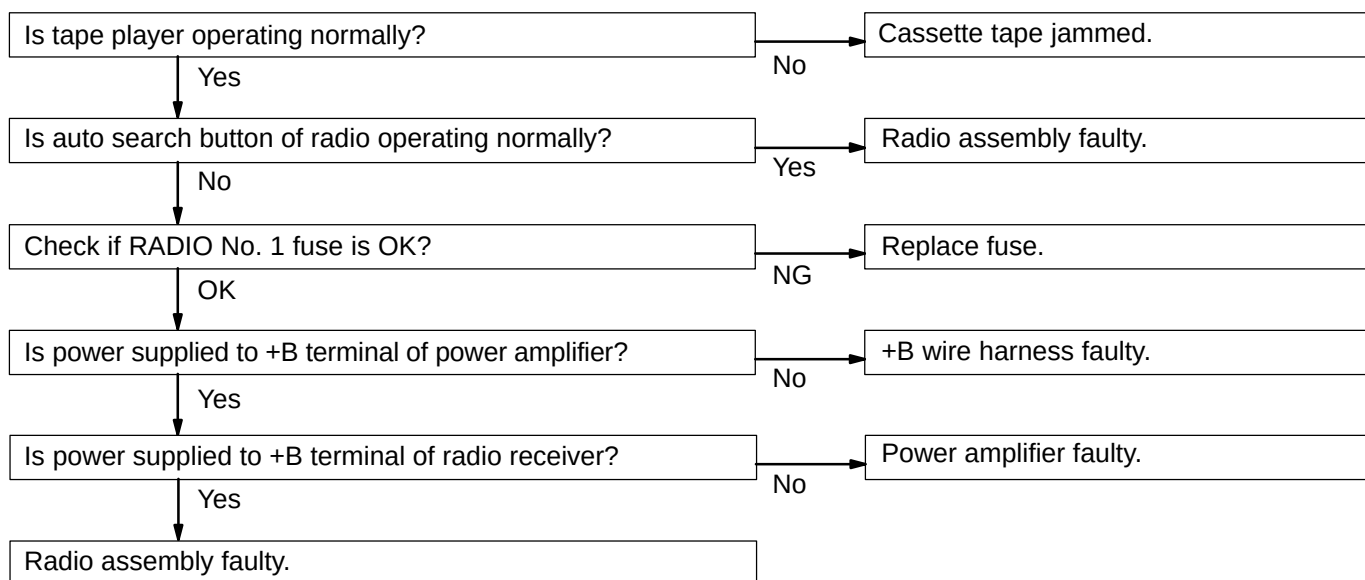 Is tape player operating normally?
Cassette tape jammed.
No
Yes
Is auto search button of radio operating normally?
Radio assembly faulty.
Yes
No
Check if RADIO No. 1 fuse is OK?
Replace fuse.
NG
OK
Is power supplied to +B terminal of power amplifier?
+B wire harness faulty.
No
Yes
Is power supplied to +B terminal of radio receiver?
Power amplifier faulty.
No
Yes
Radio assembly faulty.